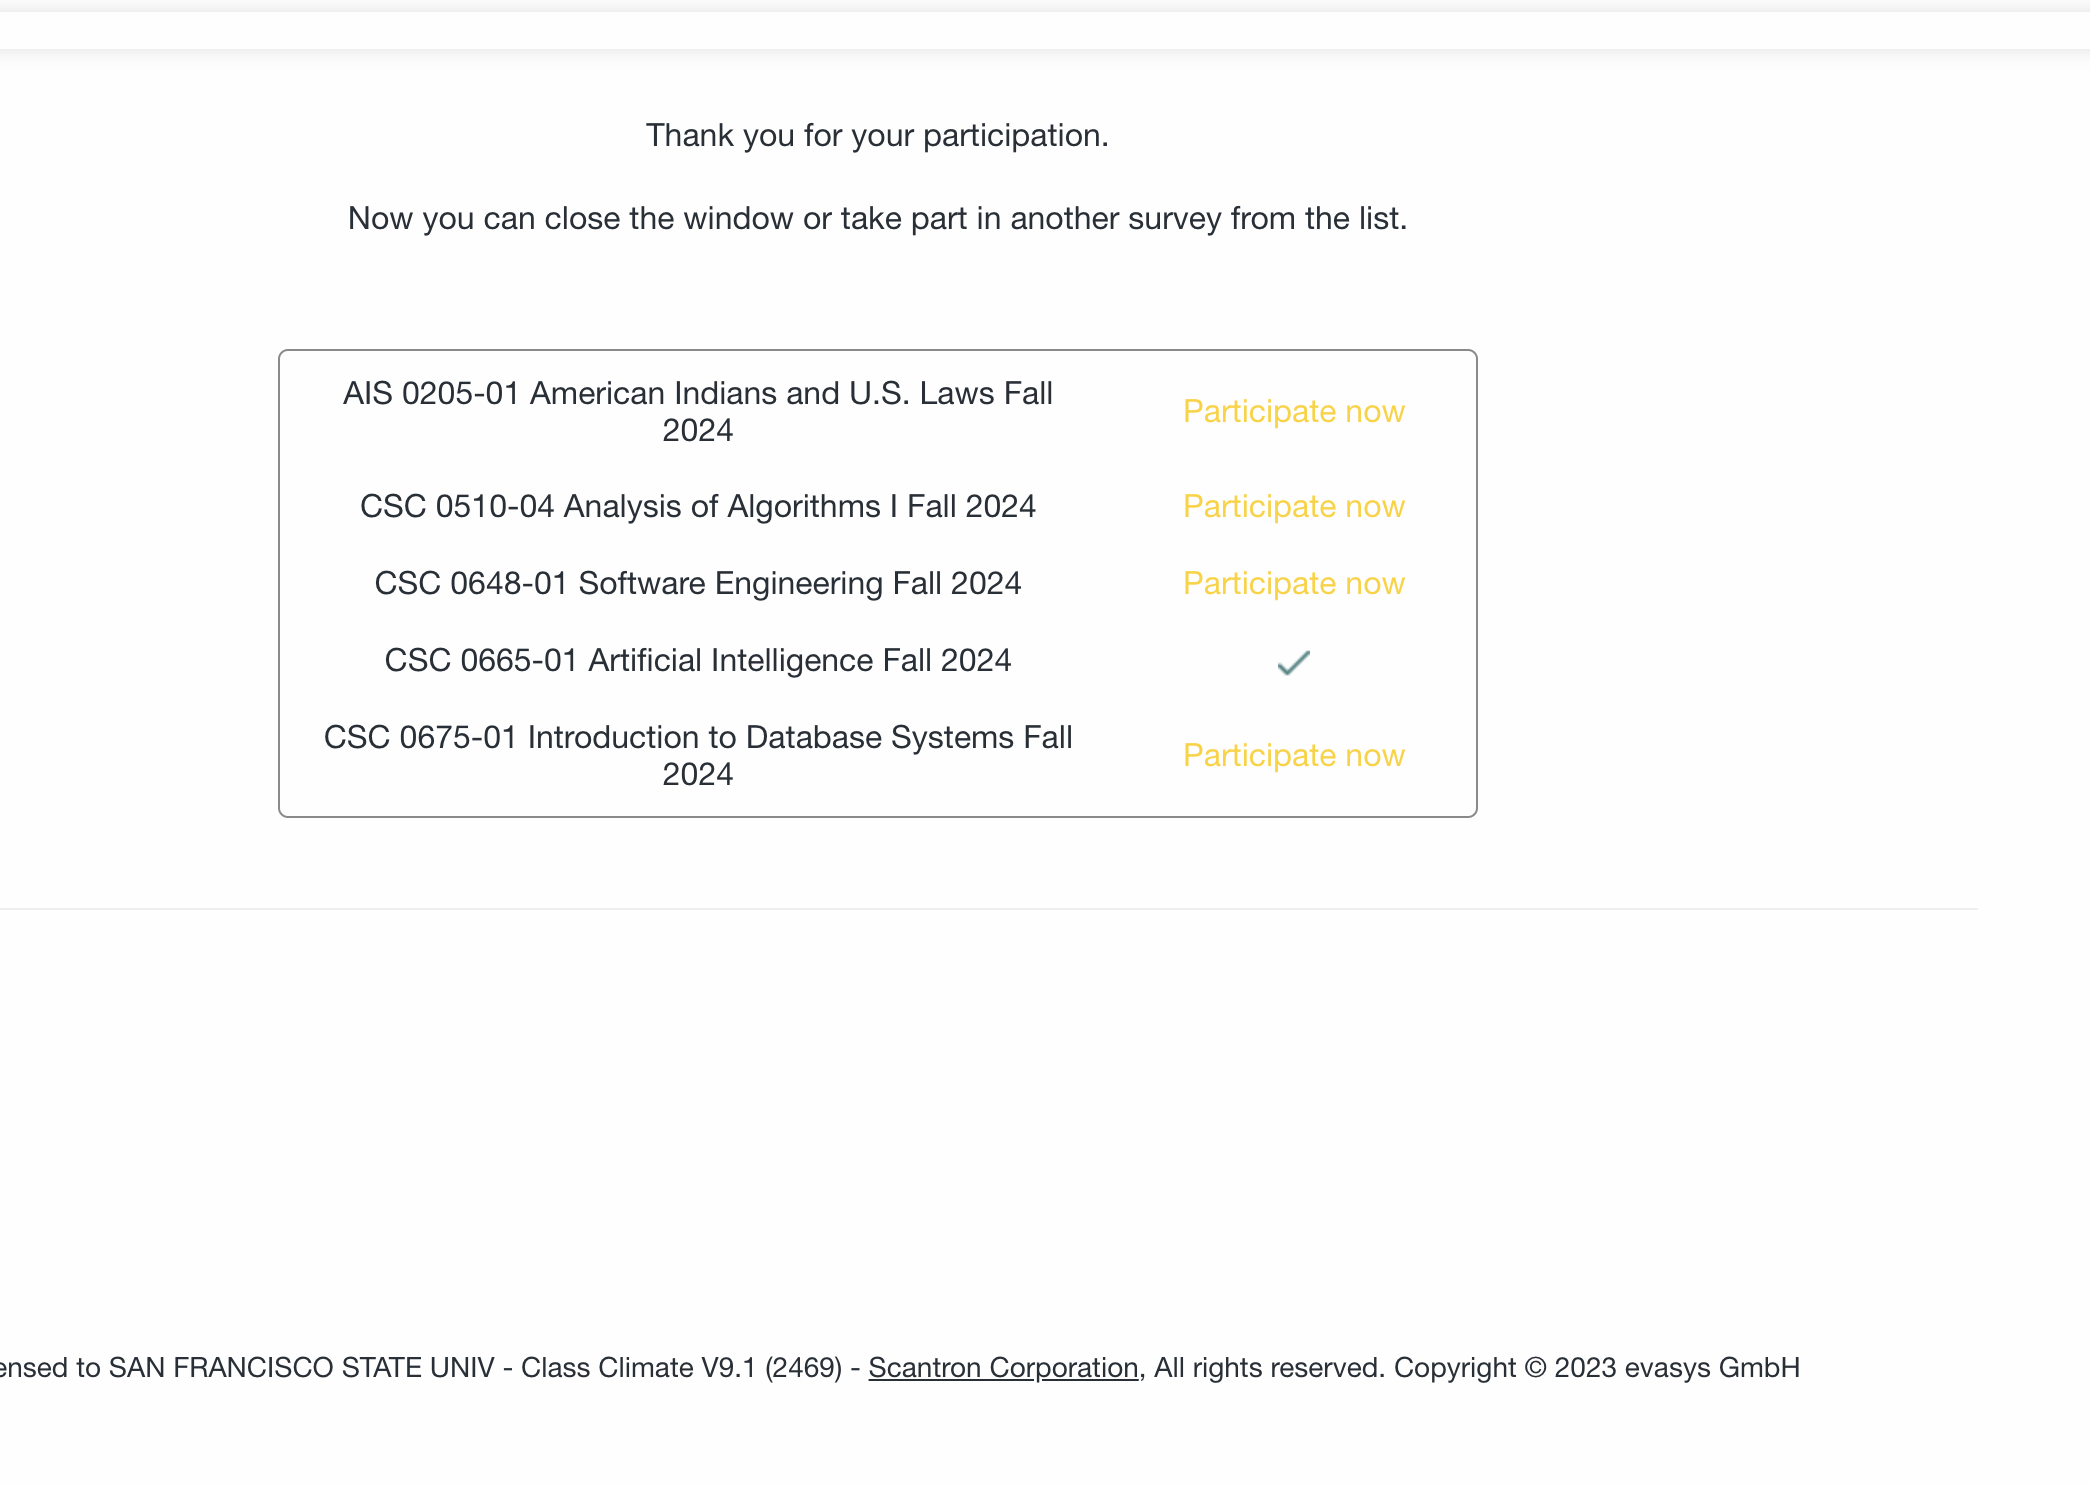 Thank you for your participation.
Now you can close the window or take part in another survey from the list.
AIS 0205-01 American Indians and U.S. Laws Fall
2024
Participate now
CSC 0510-04 Analysis of Algorithms I Fall 2024
Participate now
CSC 0648-01 Software Engineering Fall 2024
Participate now
CSC 0665-01 Artificial Intelligence Fall 2024
CSC 0675-01 Introduction to Database Systems Fall
2024
Participate now
ensed to SAN FRANCISCO STATE UNIV - Class Climate V9.1 (2469) - Scantron Corporation, All rights reserved. Copyright © 2023 evasys GmbH